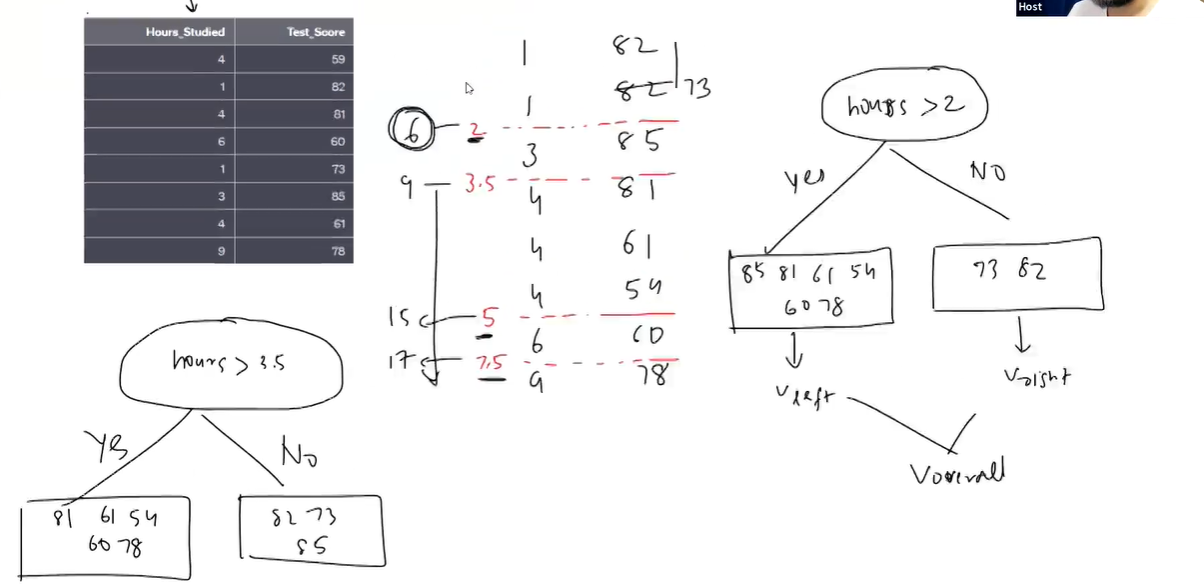 Host
Hours_Studied Test_Score
4 59
1 82
4 81
6 60
1 73
3 85
4 61
9 78
1 82
1 82 73
6 2
3 85
9 3.5
4 81
4 61
4 54
15 5
6 60
17 7.5
9 78
hours > 2
Yes NO
85 81 61 54
60 78
73 82
Vleft
Vright
Voverall
hours > 3.5
Yes No
81 61 54
60 78
82 73
85